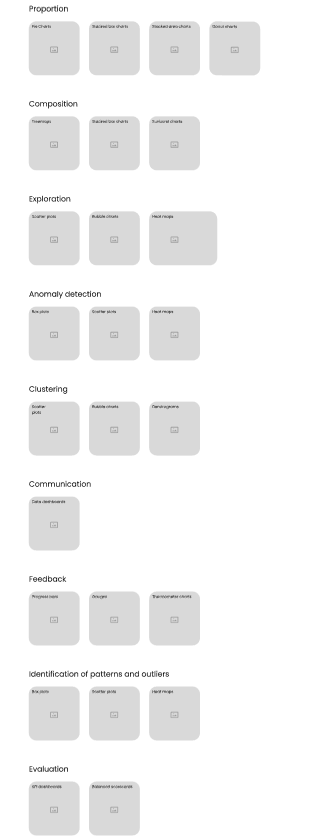 Proportion
Pie Charts
Stacked bar charts
Stacked area charts
Donut charts
Composition
Treemaps
Stacked bar charts
Sunburst charts
Exploration
Scatter plots
Bubble charts
Heat maps
Anomaly detection
Box plots
Scatter plots
Heat maps
Clustering
Scatter
plots
Bubble charts
Dendrograms
Communication
Data dashboards
Feedback
Progress bars
Gauges
Thermometer charts
Identification of patterns and outliers
Box plots
Scatter plots
Heat maps
Evaluation
KPI dashboards
Balanced scorecards